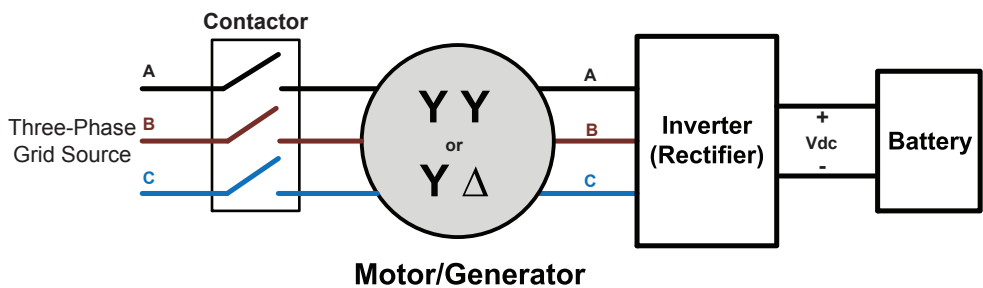 Contactor
Three-Phase
Grid Source
A
B
C
Y Y
or
Y Δ
Motor/Generator
A
B
C
Inverter
(Rectifier)
+
Vdc
-
Battery